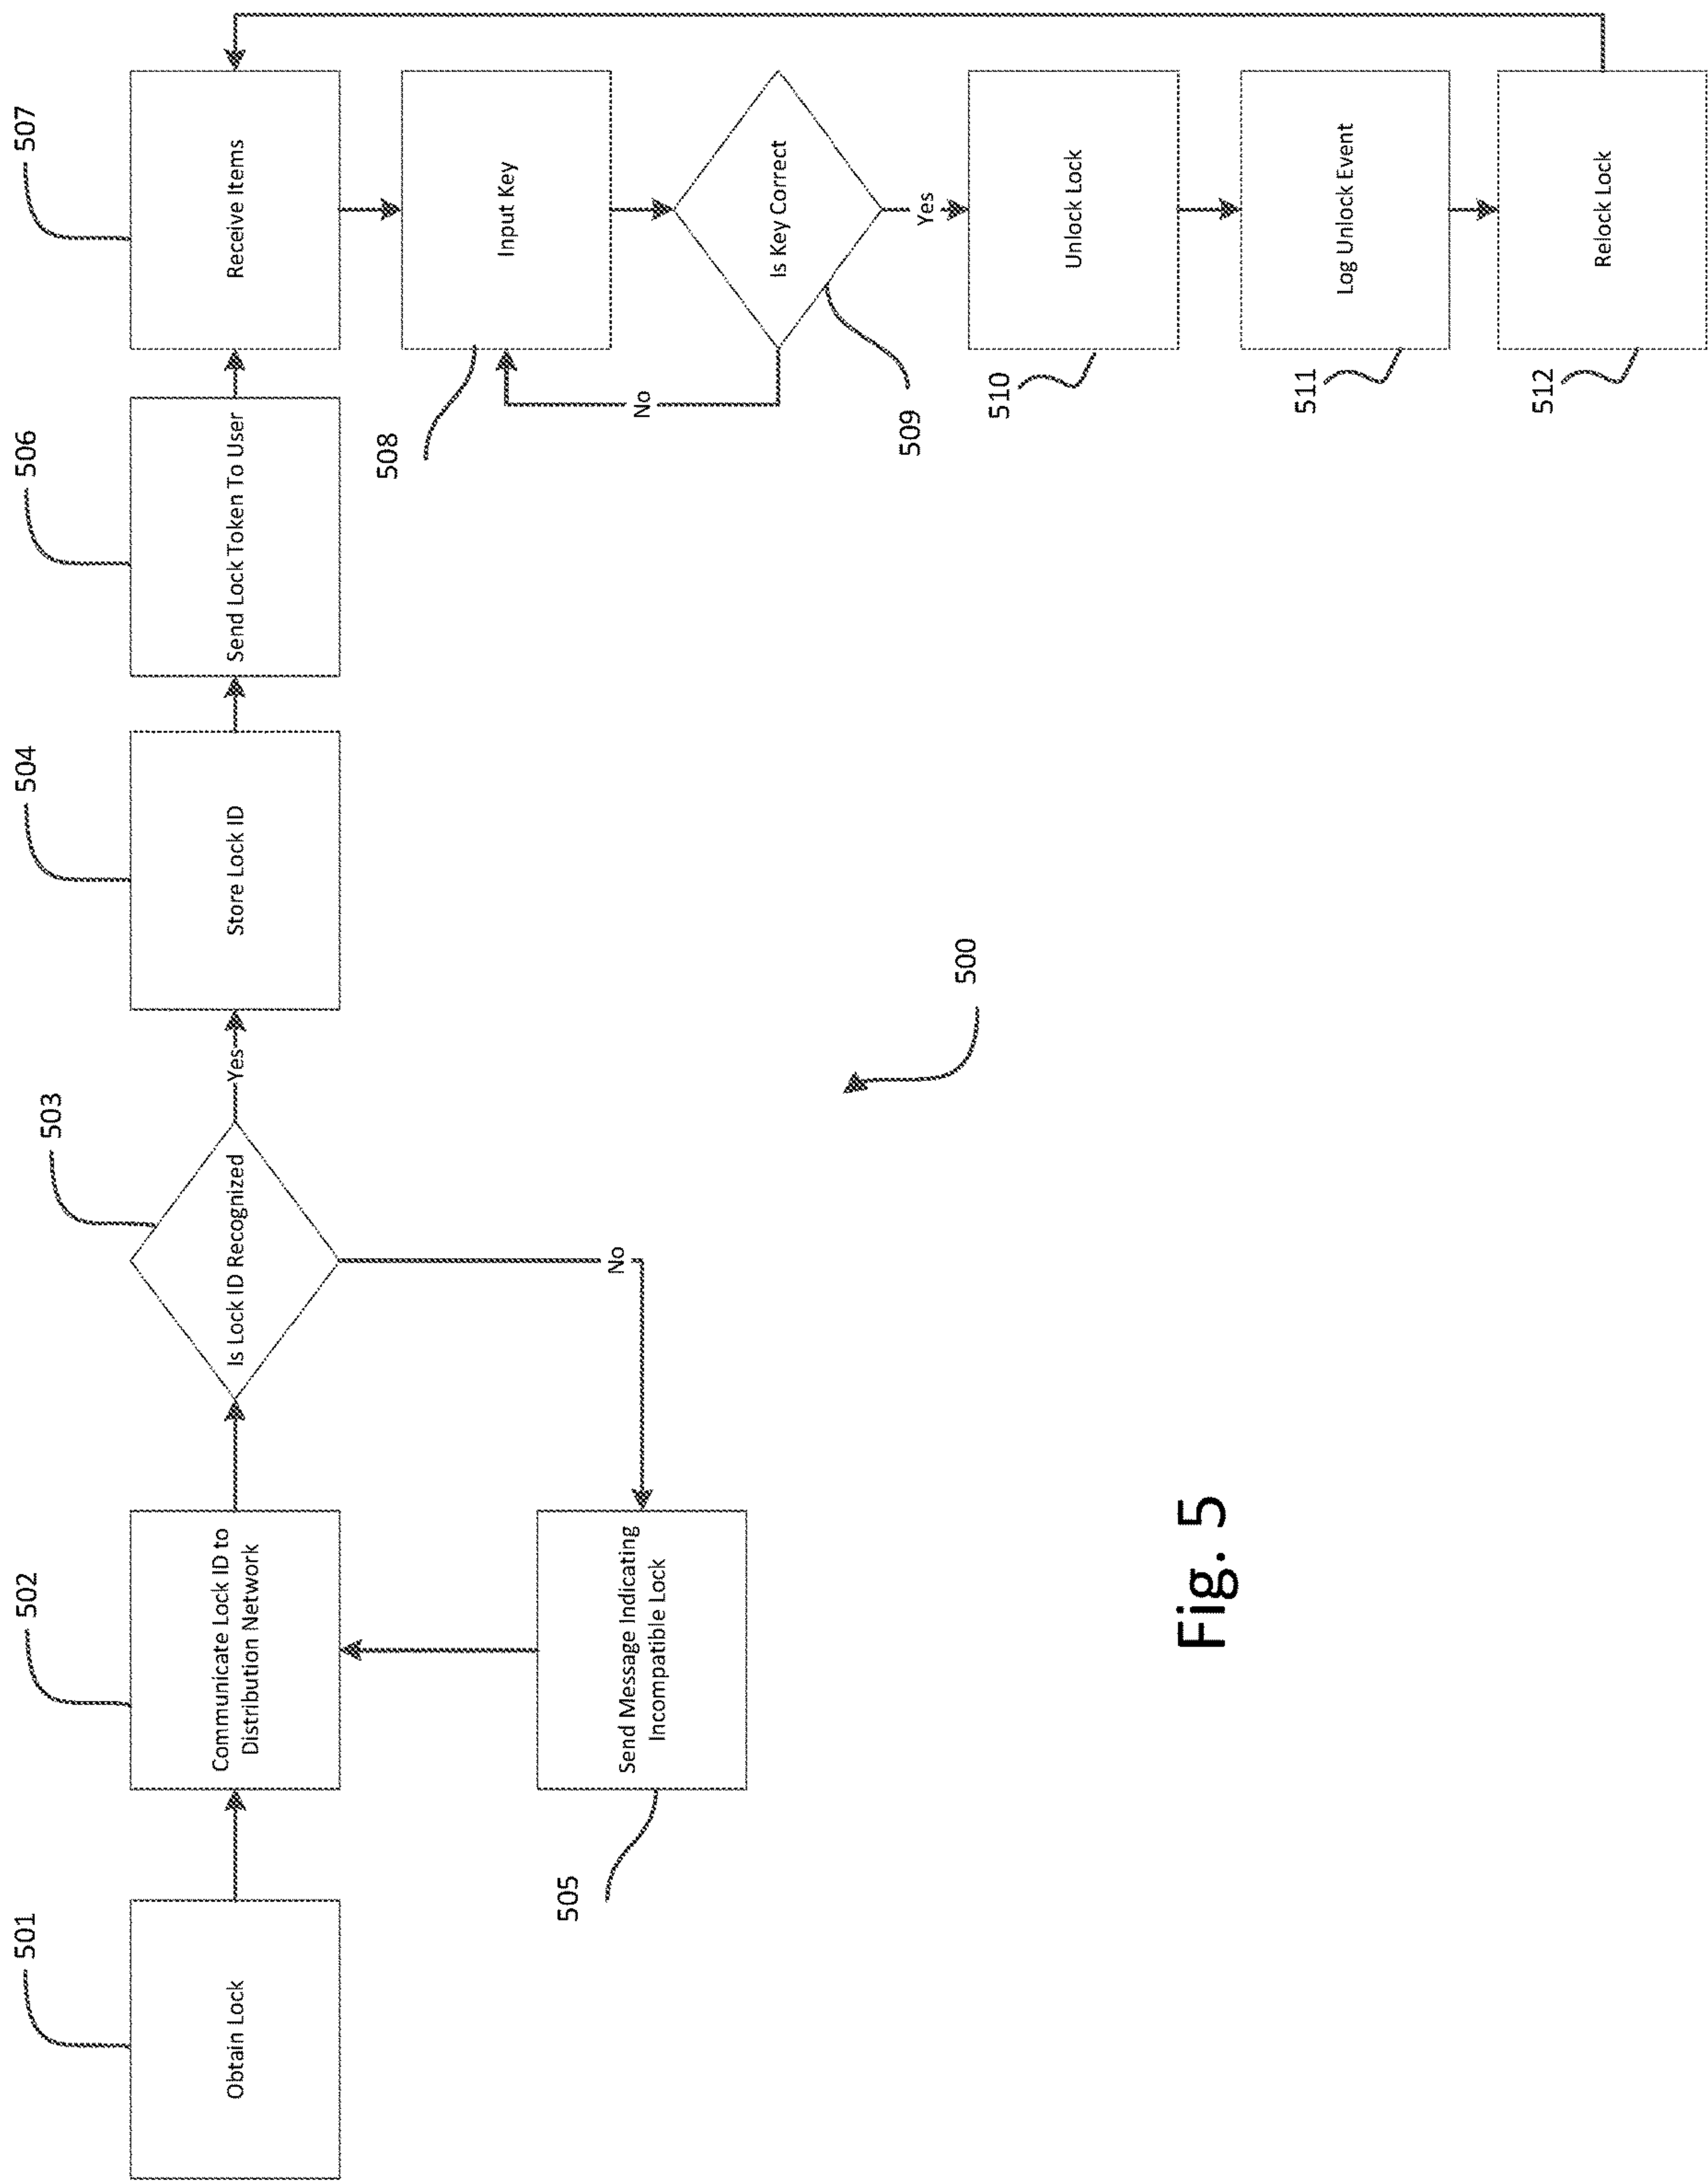 501
Obtain Lock
502
Communicate Lock ID to
Distribution Network
503
Is Lock ID Recognized
Yes
No
504
Store Lock ID
505
Send Message Indicating
Incompatible Lock
506
Send Lock Token To User
507
Receive Items
508
Input Key
509
Is Key Correct
No
Yes
510
Unlock Lock
511
Log Unlock Event
512
Relock Lock
500
Fig. 5